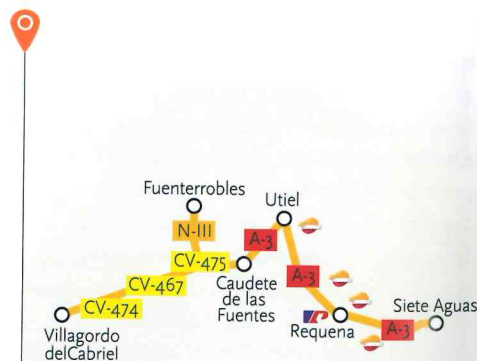 Fuenterrobles
Utiel
N-III
A-3
CV-475
Caudete
de las
Fuentes
A-3
CV-467
CV-474
Villagordo
delCabriel
Requena
A-3
Siete Aguas